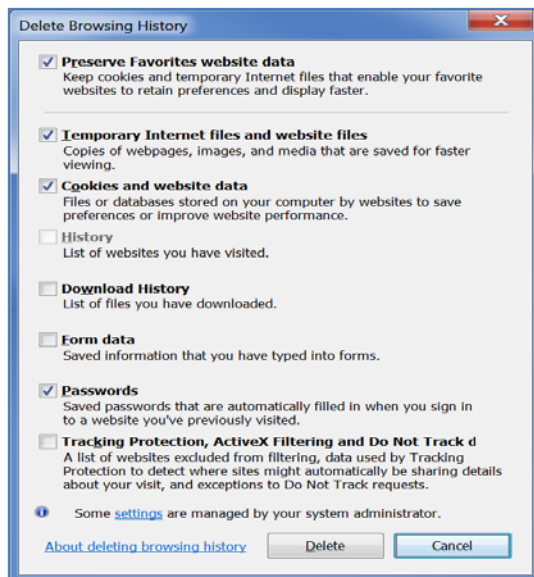 Delete Browsing History
Preserve Favorites website data
Keep cookies and temporary Internet files that enable your favorite
websites to retain preferences and display faster.
Temporary Internet files and website files
Copies of webpages, images, and media that are saved for faster
viewing.
Cookies and website data
Files or databases stored on your computer by websites to save
preferences or improve website performance.
History
List of websites you have visited.
Download History
List of files you have downloaded.
Form data
Saved information that you have typed into forms.
Passwords
Saved passwords that are automatically filled in when you sign in
to a website you've previously visited.
Tracking Protection, ActiveX Filtering and Do Not Track d
A list of websites excluded from filtering, data used by Tracking
Protection to detect where sites might automatically be sharing details
about your visit, and exceptions to Do Not Track requests.
Some settings are managed by your system administrator.
About deleting browsing history Delete Cancel